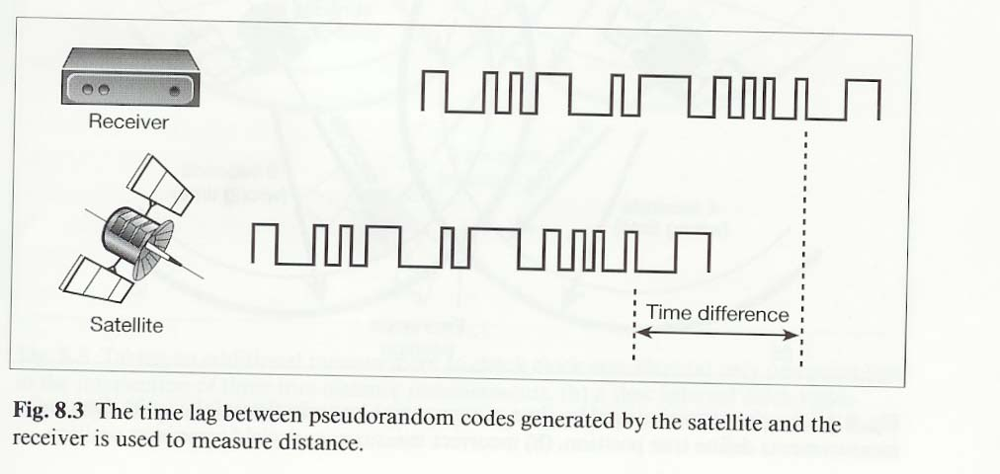 Receiver
Satellite
Time difference
Fig. 8.3 The time lag between pseudorandom codes generated by the satellite and the
receiver is used to measure distance.